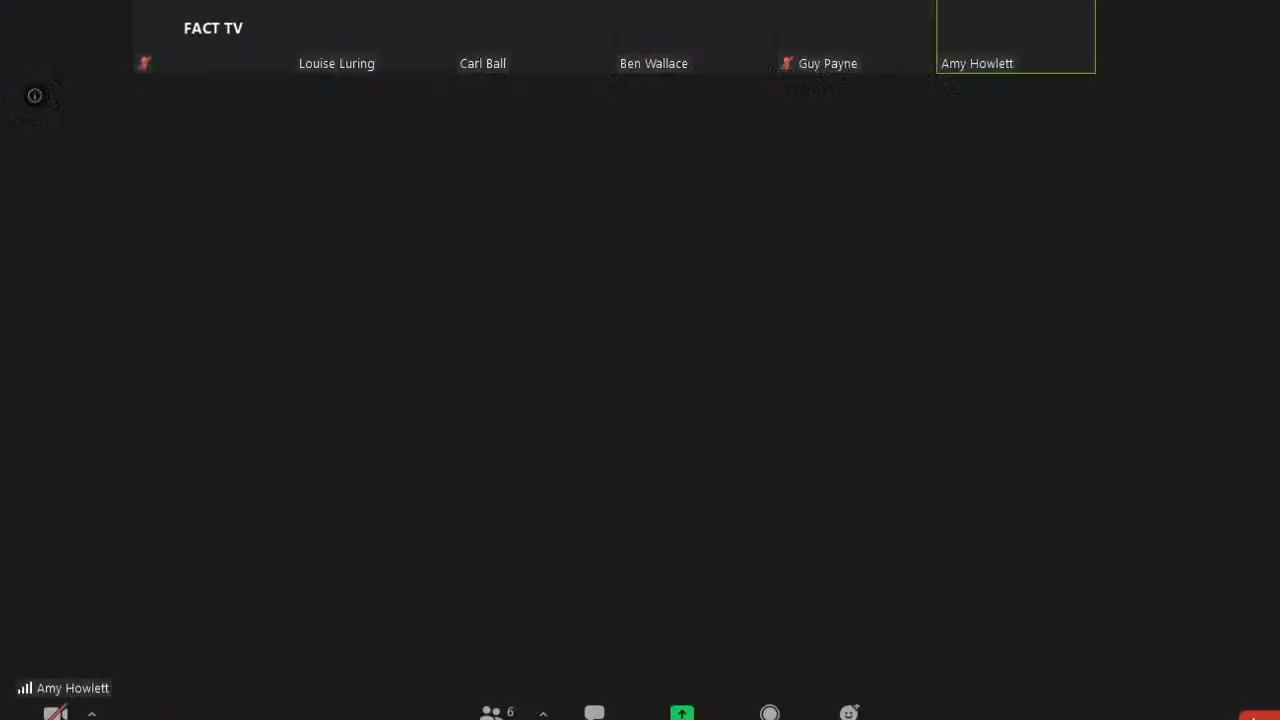 FACT TV
Louise Luring
Carl Ball
Ben Wallace
Guy Payne
Amy Howlett
Amy Howlett
6